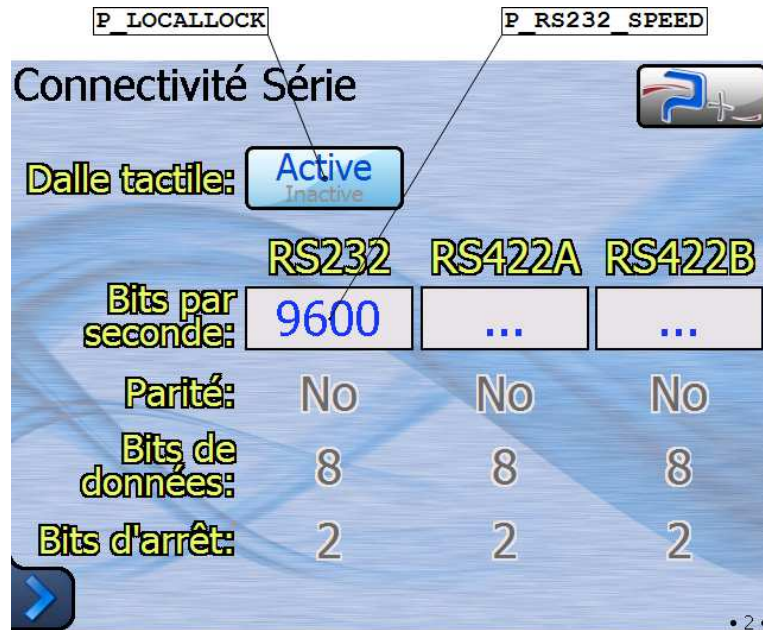 P_LOCALLOCK P_RS232_SPEED
Connectivité Série
Dalle tactile: Active
Inactive
RS232 RS422A RS422B
Bits par
seconde: 9600 ... ...
Parité: No No No
Bits de
données: 8 8 8
Bits d'arrêt: 2 2 2
• 2 •